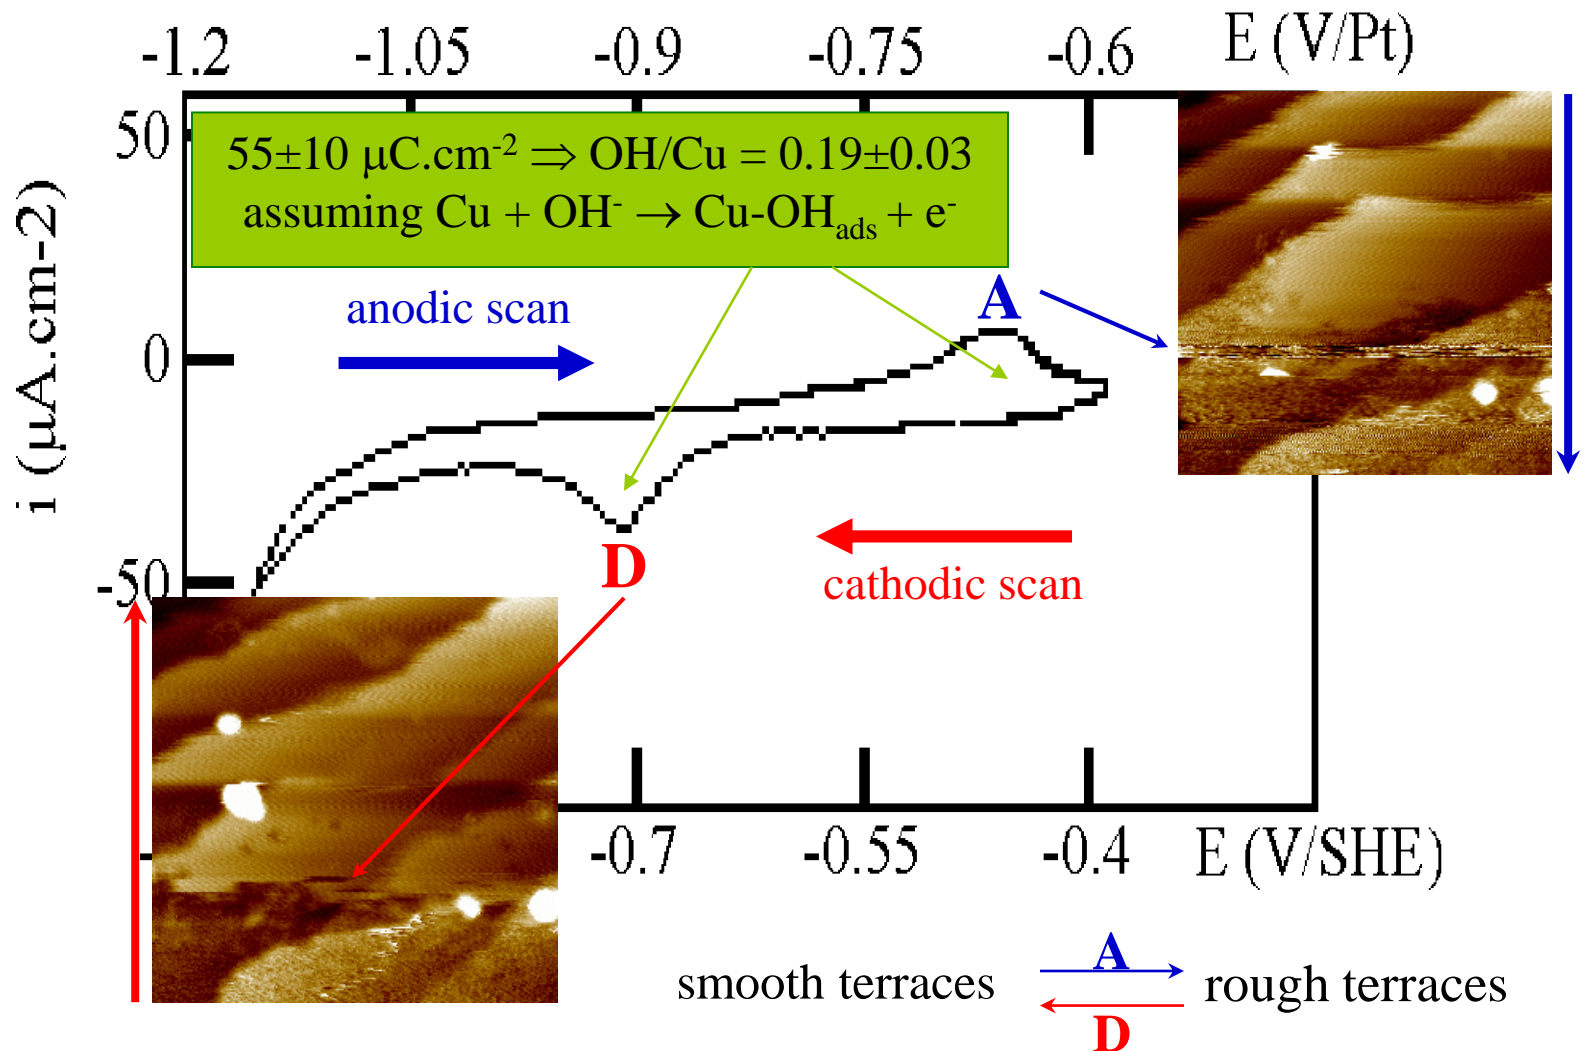 -1.2 -1.05 -0.9 -0.75 -0.6 E (V/Pt)
50
55±10 μC.cm-2 ⇒ OH/Cu = 0.19±0.03
assuming Cu + OH- → Cu-OHads + e-
i (μA.cm-2)
anodic scan
A
0
D
cathodic scan
-50
-0.7 -0.55 -0.4 E (V/SHE)
A
smooth terraces rough terraces
D